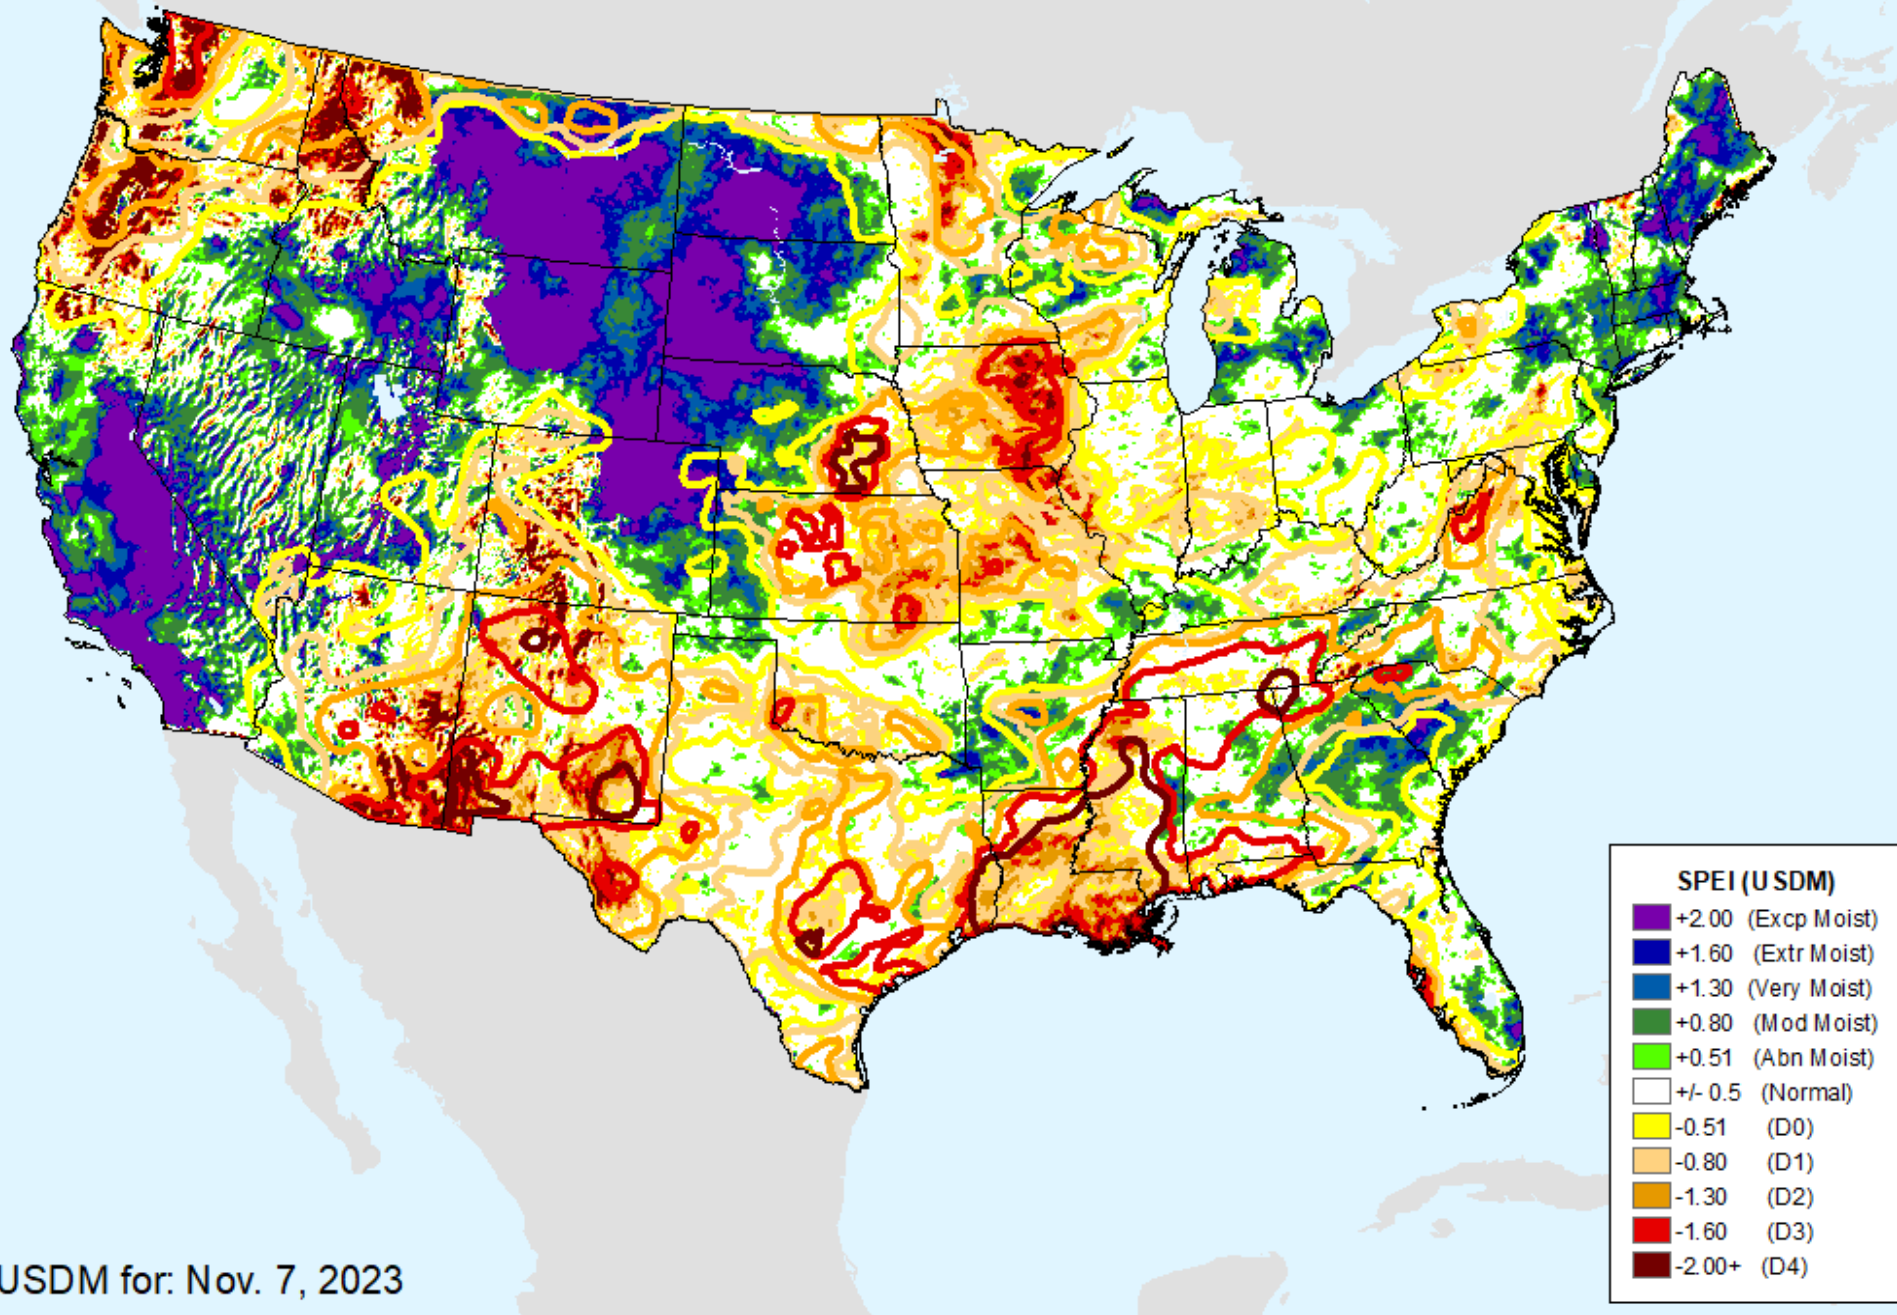 SPEI (USDM)
+2.00 (Excp Moist)
+1.60 (Extr Moist)
+1.30 (Very Moist)
+0.80 (Mod Moist)
+0.51 (Abn Moist)
+/- 0.5 (Normal)
-0.51 (D0)
-0.80 (D1)
-1.30 (D2)
-1.60 (D3)
-2.00+ (D4)
USDM for: Nov. 7, 2023